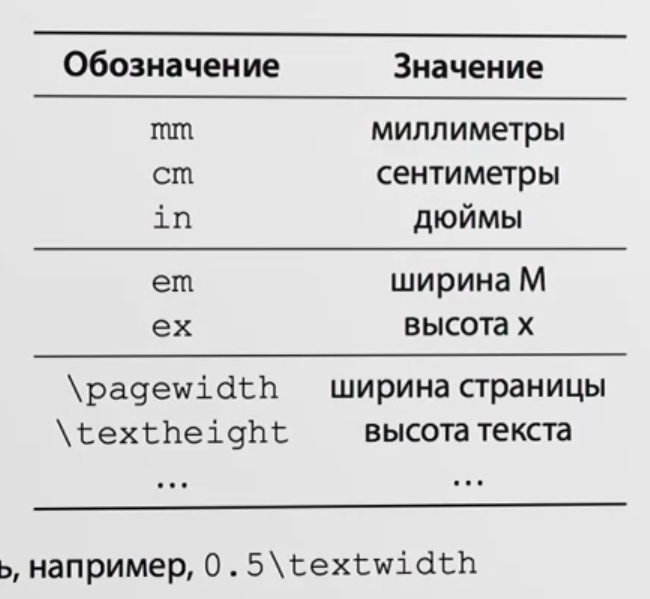 Обозначение Значение
mm миллиметры
cm сентиметры
in дюймы
em ширина М
ex высота x
\pagewidth ширина страницы
\textheight высота текста
... ...
например, 0.5\textwidth